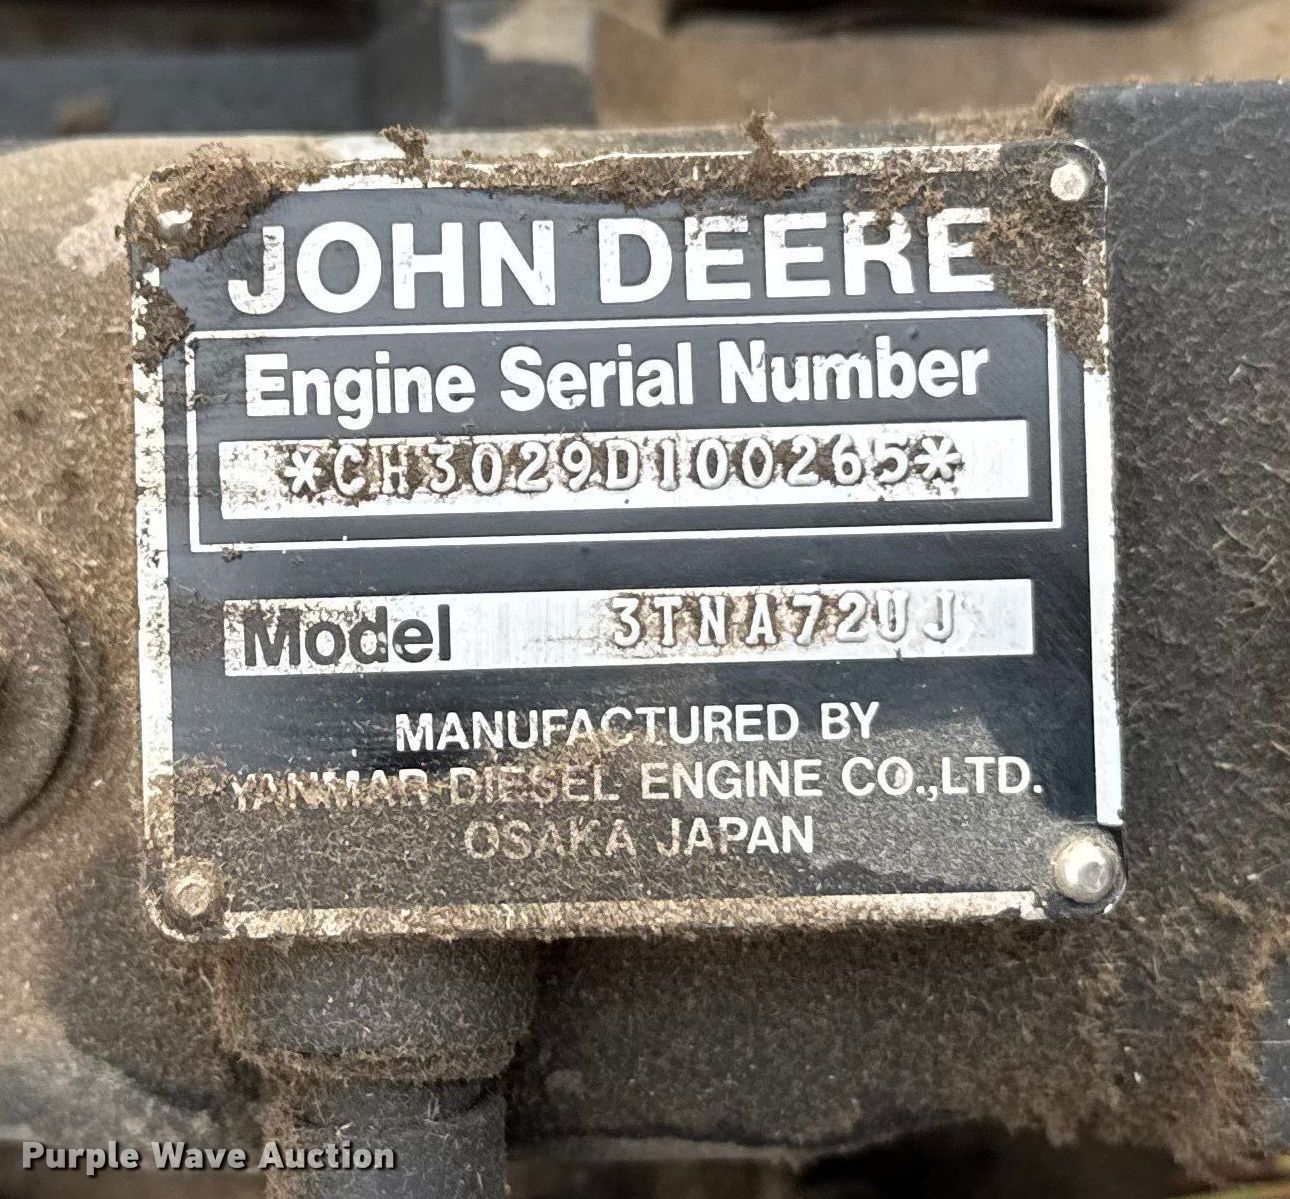 JOHN DEERE
Engine Serial Number
*CH3029D100265*
Model 3TNA72UJ
MANUFACTURED BY
YANMAR DIESEL ENGINE CO.,LTD.
OSAKA JAPAN
Purple Wave Auction